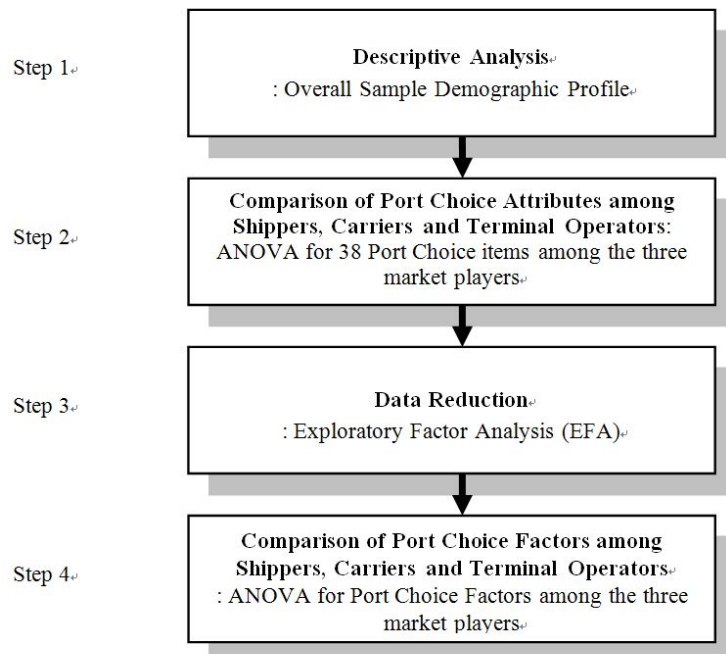 Step 1
Descriptive Analysis
: Overall Sample Demographic Profile
Step 2
Comparison of Port Choice Attributes among
Shippers, Carriers and Terminal Operators:
ANOVA for 38 Port Choice items among the three
market players
Step 3
Data Reduction
: Exploratory Factor Analysis (EFA)
Step 4
Comparison of Port Choice Factors among
Shippers, Carriers and Terminal Operators
: ANOVA for Port Choice Factors among the three
market players